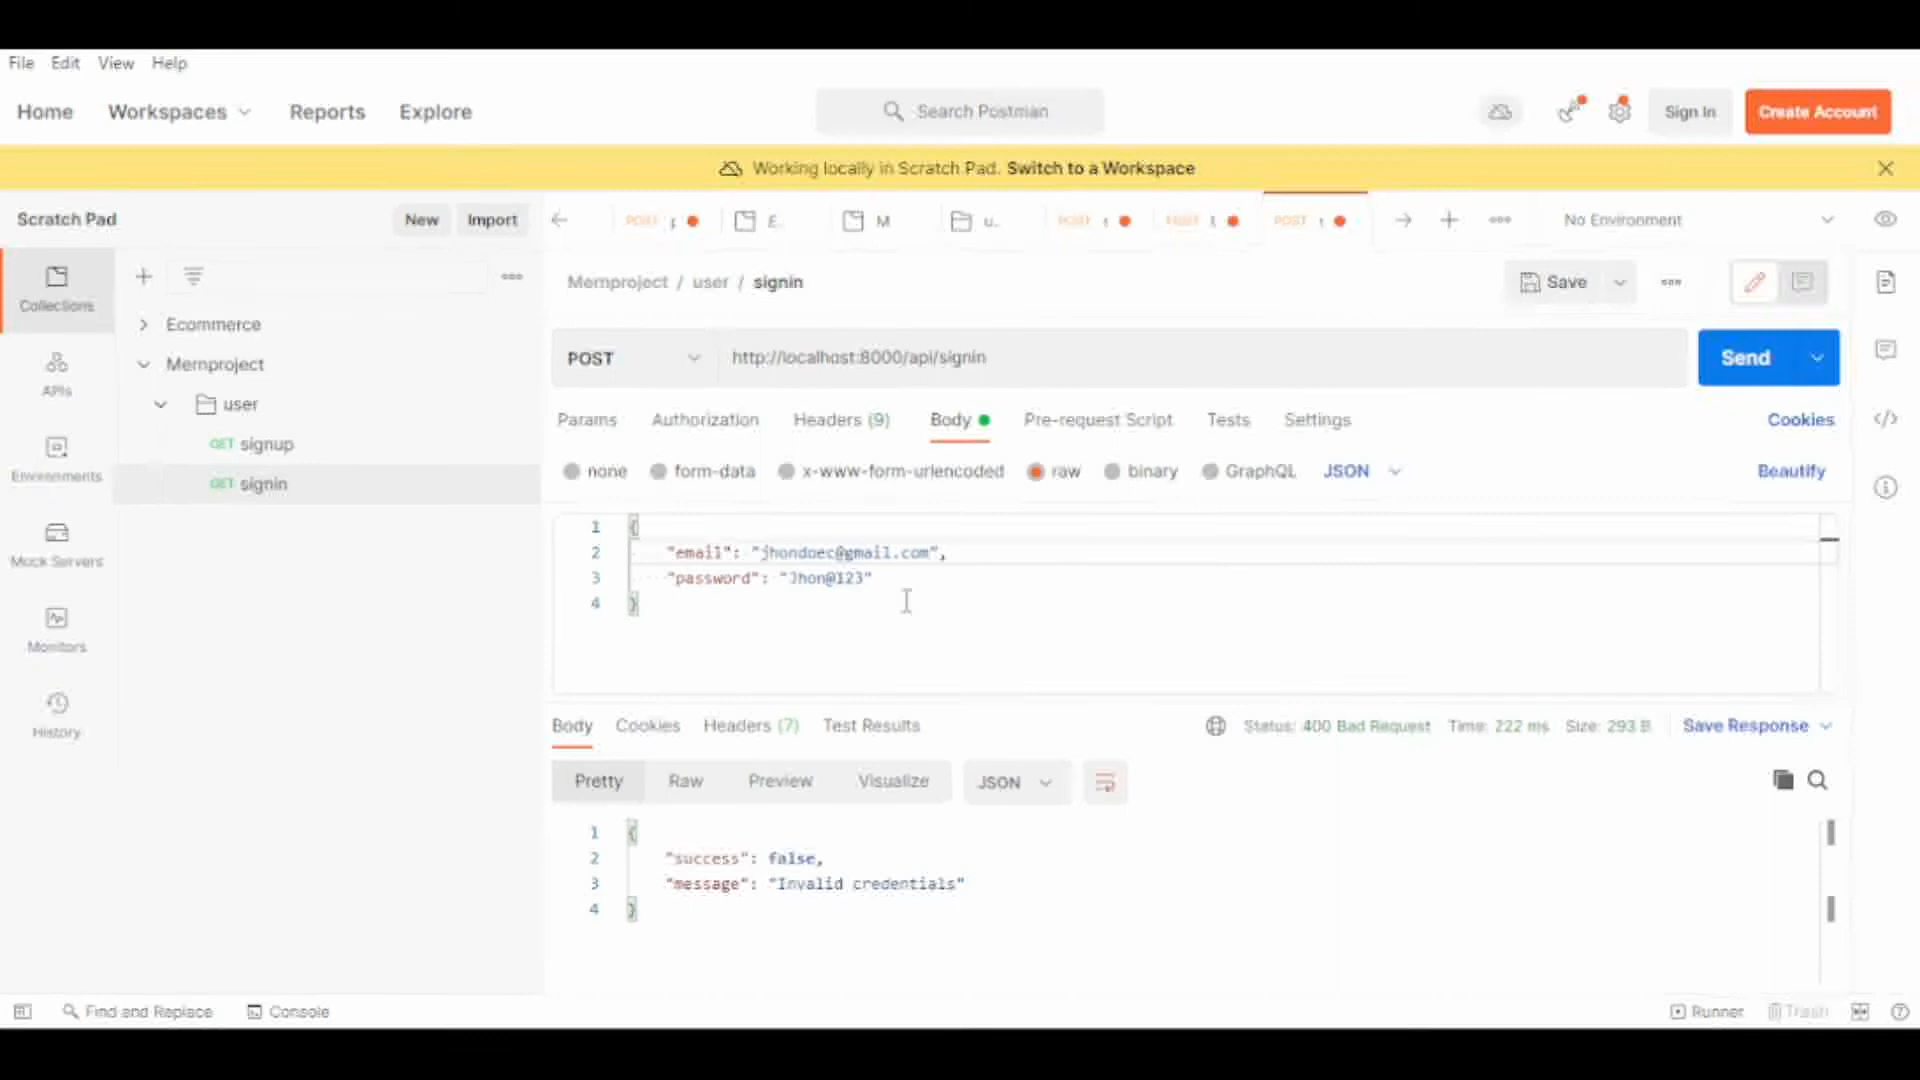 File Edit View Help
Home Workspaces Reports Explore Search Postman Sign In Create Account
Working locally in Scratch Pad. Switch to a Workspace
Scratch Pad New Import POST E. M u.. POST POST POST No Environment
Memproject / user / signin Save
Collections
Ecommerce
Memproject
POST http://localhost:8000/api/signin Send
APIs
user
Params Authorization Headers (9) Body Pre-request Script Tests Settings Cookies
GET signup
Environments
none form-data x-www-form-urlencoded raw binary GraphQL JSON Beautify
GET signin
1 {
2 "email": "jhondoec@gmail.com",
3 "password": "Jhon@123"
4 }
Mock Servers
Monitors
History
Body Cookies Headers (7) Test Results Status: 400 Bad Request Time: 222 ms Size: 293 B Save Response
Pretty Raw Preview Visualize JSON
1 {
2 "success": false,
3 "message": "Invalid credentials"
4 }
Find and Replace Console Runner Trash